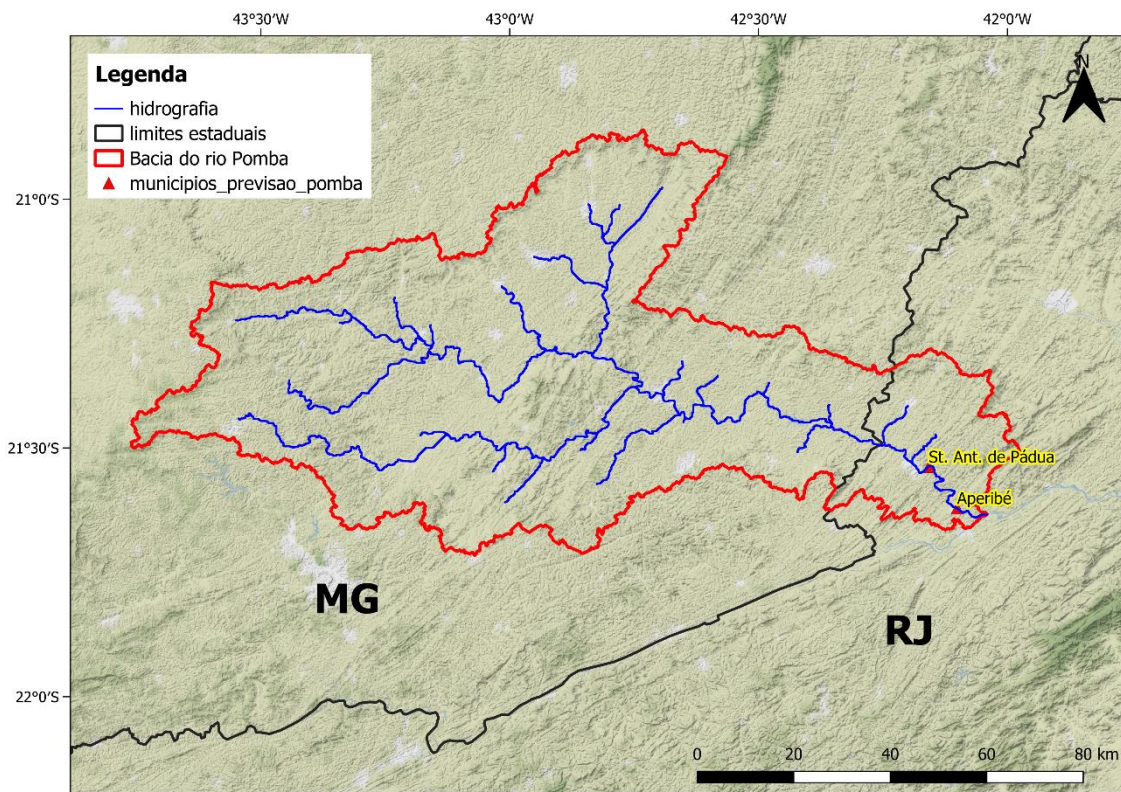 43°30'W 43°0'W 42°30'W 42°0'W
Legenda
hidrografia
limites estaduais
Bacia do rio Pomba
municipios_previsao_pomba
N
21°0'S
21°30'S
22°0'S
St. Ant. de Pádua
Aperibé
MG
RJ
0 20 40 60 80 km